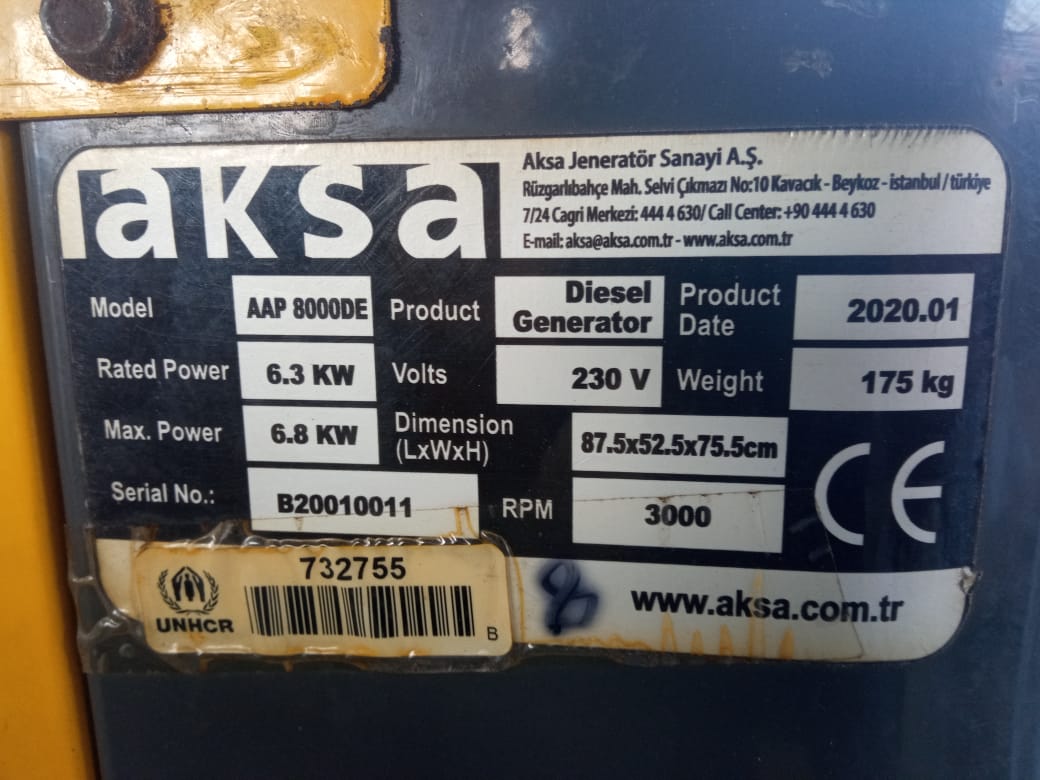 aksa
Aksa Jeneratör Sanayi A.Ş.
Rüzgarlıbahçe Mah. Selvi Çıkmazı No:10 Kavacık - Beykoz - istanbul / türkiye
7/24 Cagri Merkezi: 444 4 630/ Call Center: +90 444 4 630
E-mail: aksa@aksa.com.tr - www.aksa.com.tr
Model AAP 8000DE Product Diesel Generator Product Date 2020.01
Rated Power 6.3 KW Volts 230 V Weight 175 kg
Max. Power 6.8 KW Dimension (LxWxH) 87.5x52.5x75.5cm
Serial No.: B20010011 RPM 3000 CE
732755
UNHCR B
8 www.aksa.com.tr